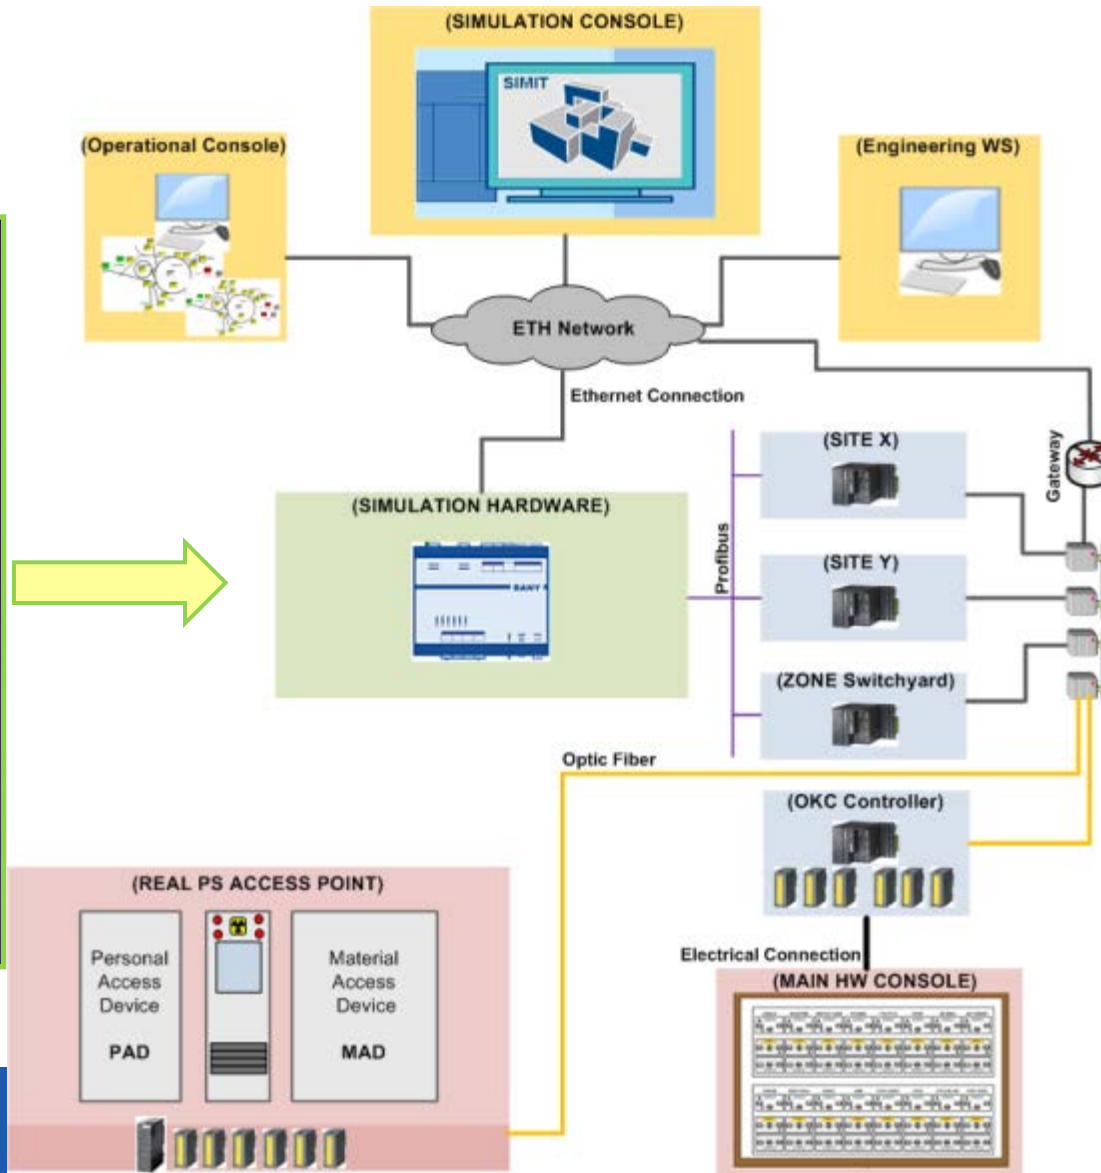 (SIMULATION CONSOLE)
SIMIT
(Operational Console)
(Engineering WS)
ETH Network
Ethernet Connection
(SITE X)
Gateway
(SIMULATION HARDWARE)
Profibus
(SITE Y)
(ZONE Switchyard)
Optic Fiber
(OKC Controller)
(REAL PS ACCESS POINT)
Personal
Access
Device
PAD
Material
Access
Device
MAD
Electrical Connection
(MAIN HW CONSOLE)